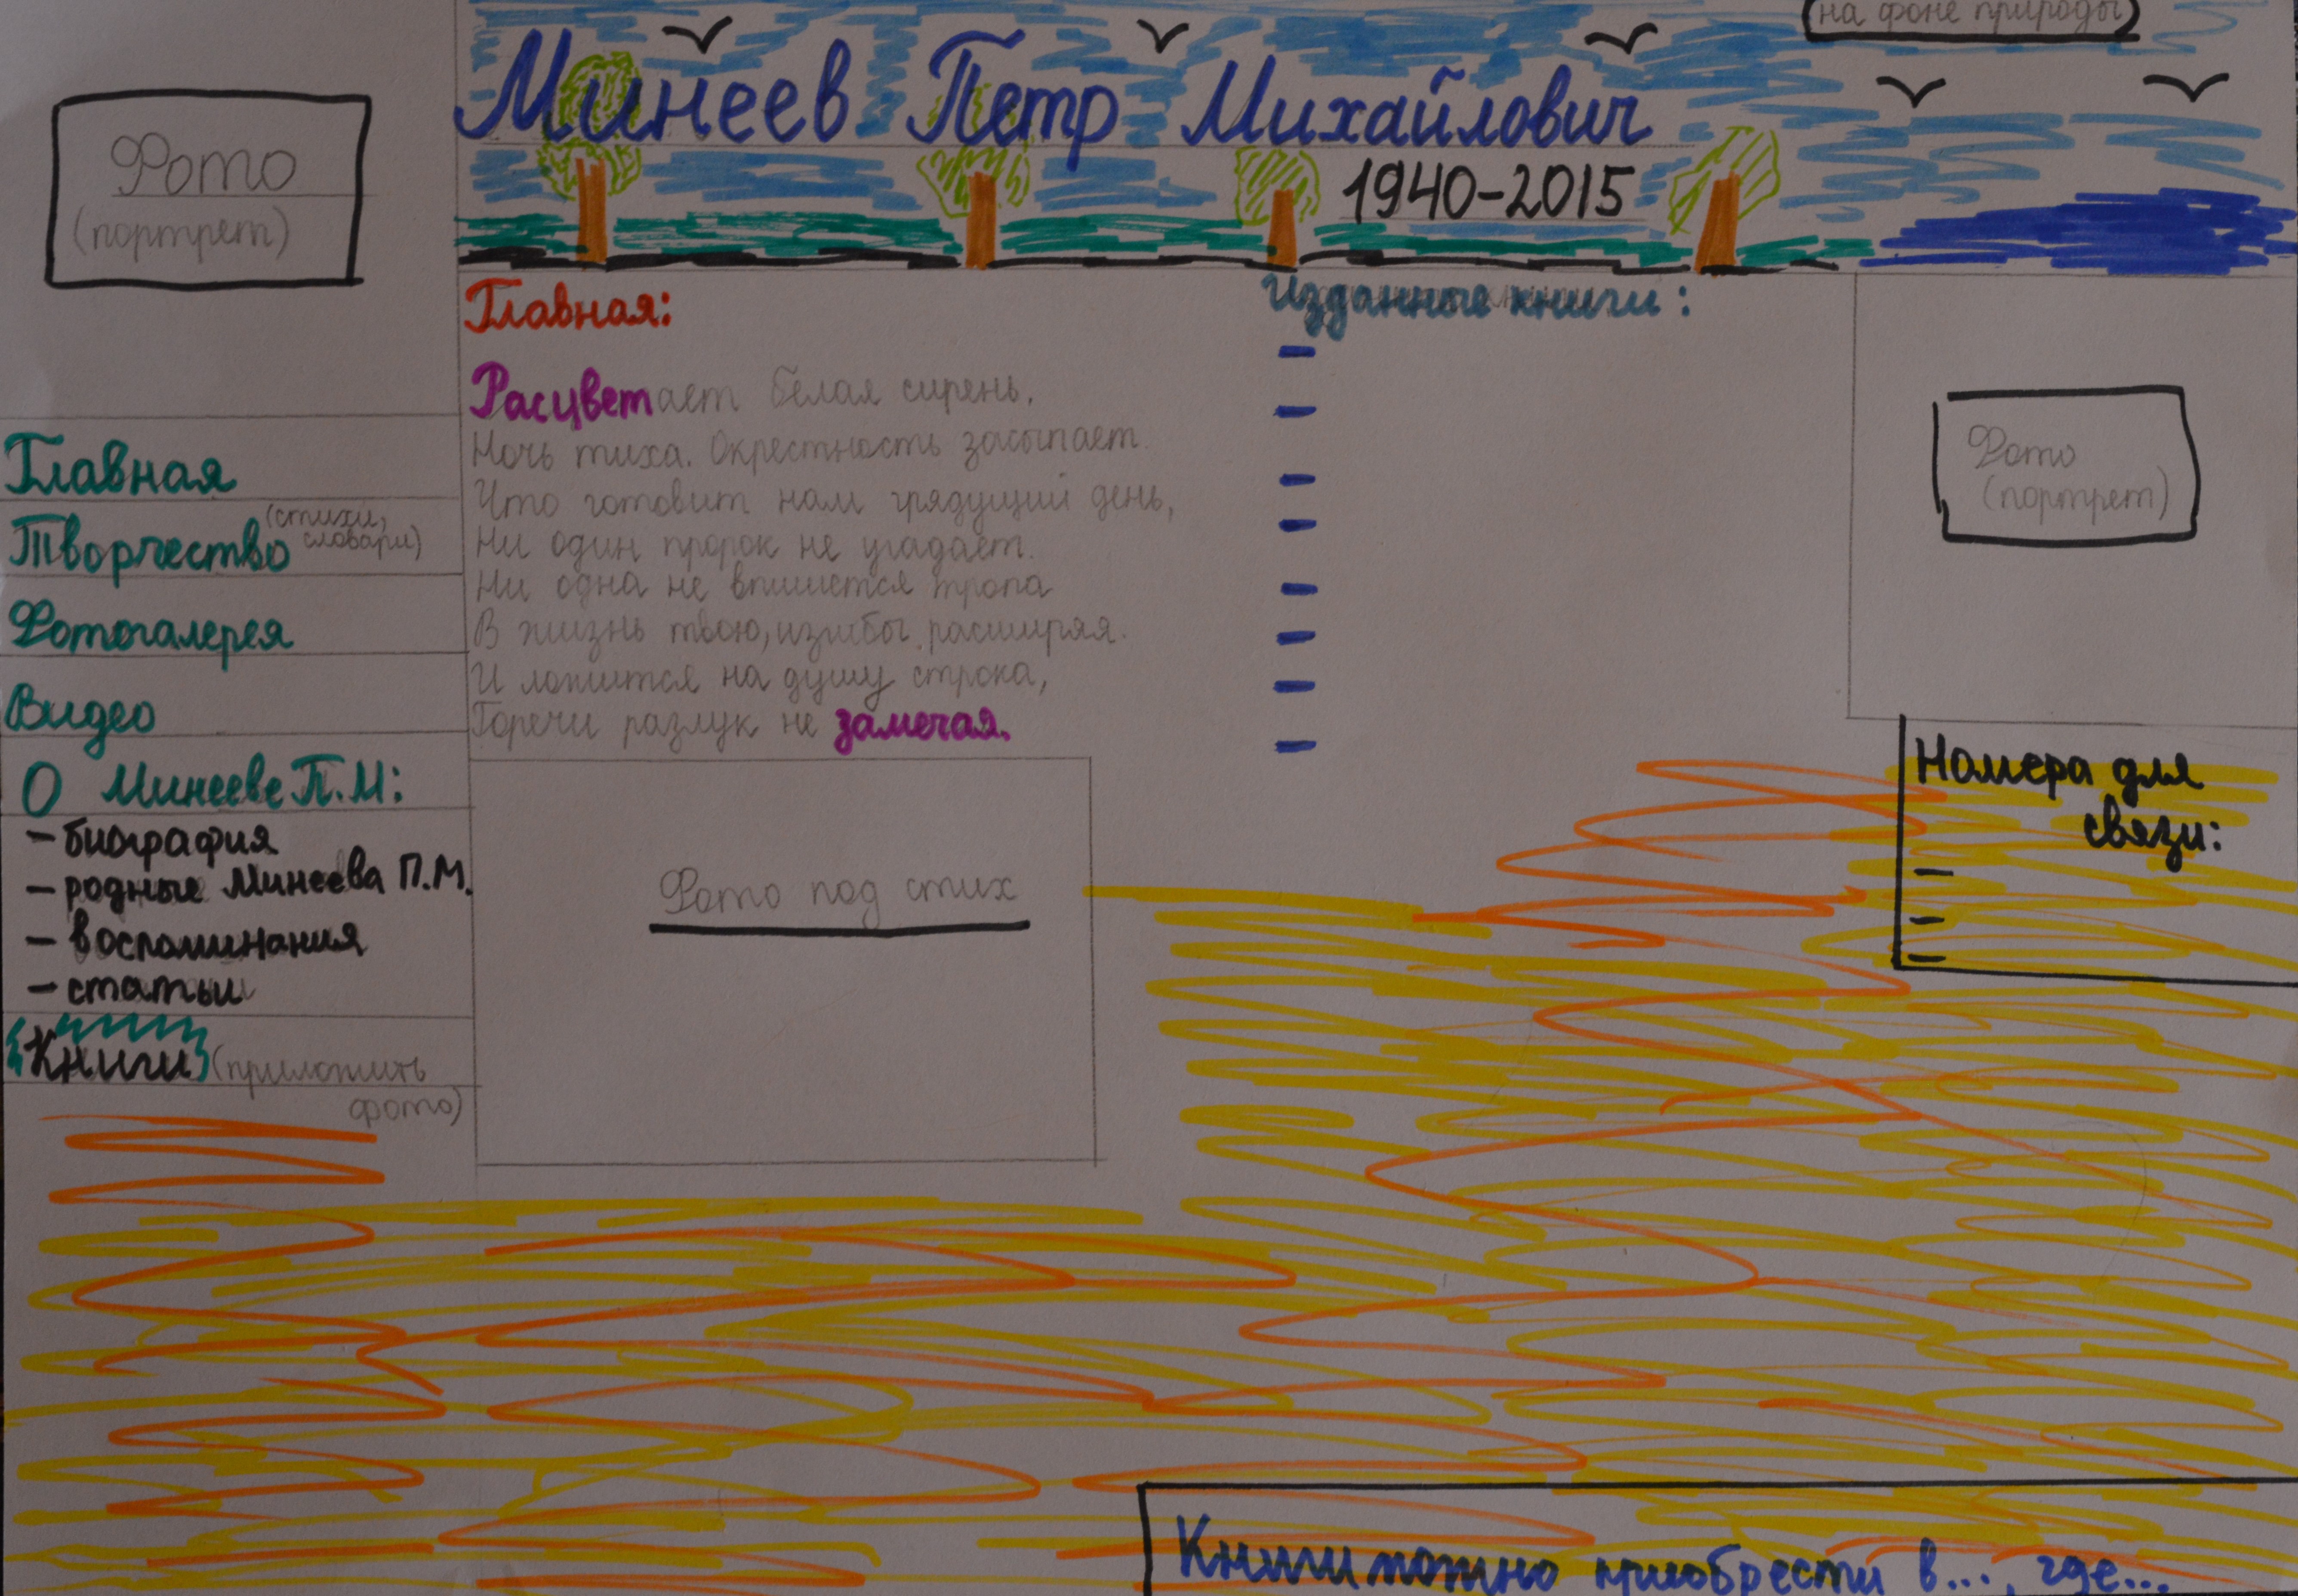 на фоне природы
Минеев Петр Михайлович
1940-2015
Фото
(портрет)
Главная
Творчество (стихи,
словари)
Фотогалерея
Видео
О Минееве П.М:
- биография
- родные Минеева П.М.
- воспоминания
- статьи
Книги (приложить
фото)
Главная:
Расцветает белая сирень.
Ночь тиха. Окрестность засыпает.
Что готовит нам грядущий день,
Ни один пророк не угадает.
Ни одна не впишется тропа
В жизнь твою, изгибы расширяя.
И ложится на душу строка,
Горечи разлук не замечая.
Фото под стих
Изданные книги:
-
-
-
-
-
-
-
-
Фото
(портрет)
Номера для
связи:
-
-
-
Книги можно приобрести в..., где...